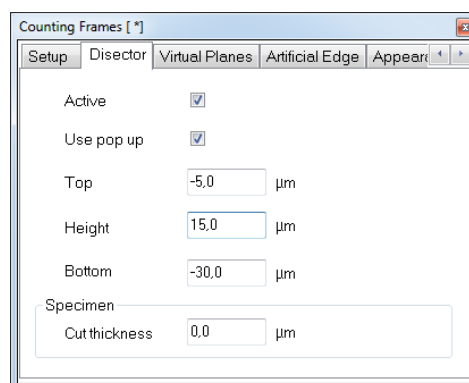 Counting Frames [ *]
Setup Disector Virtual Planes Artificial Edge Appeara
Active
Use pop up
Top -5,0 µm
Height 15,0 µm
Bottom -30,0 µm
Specimen
Cut thickness 0,0 µm